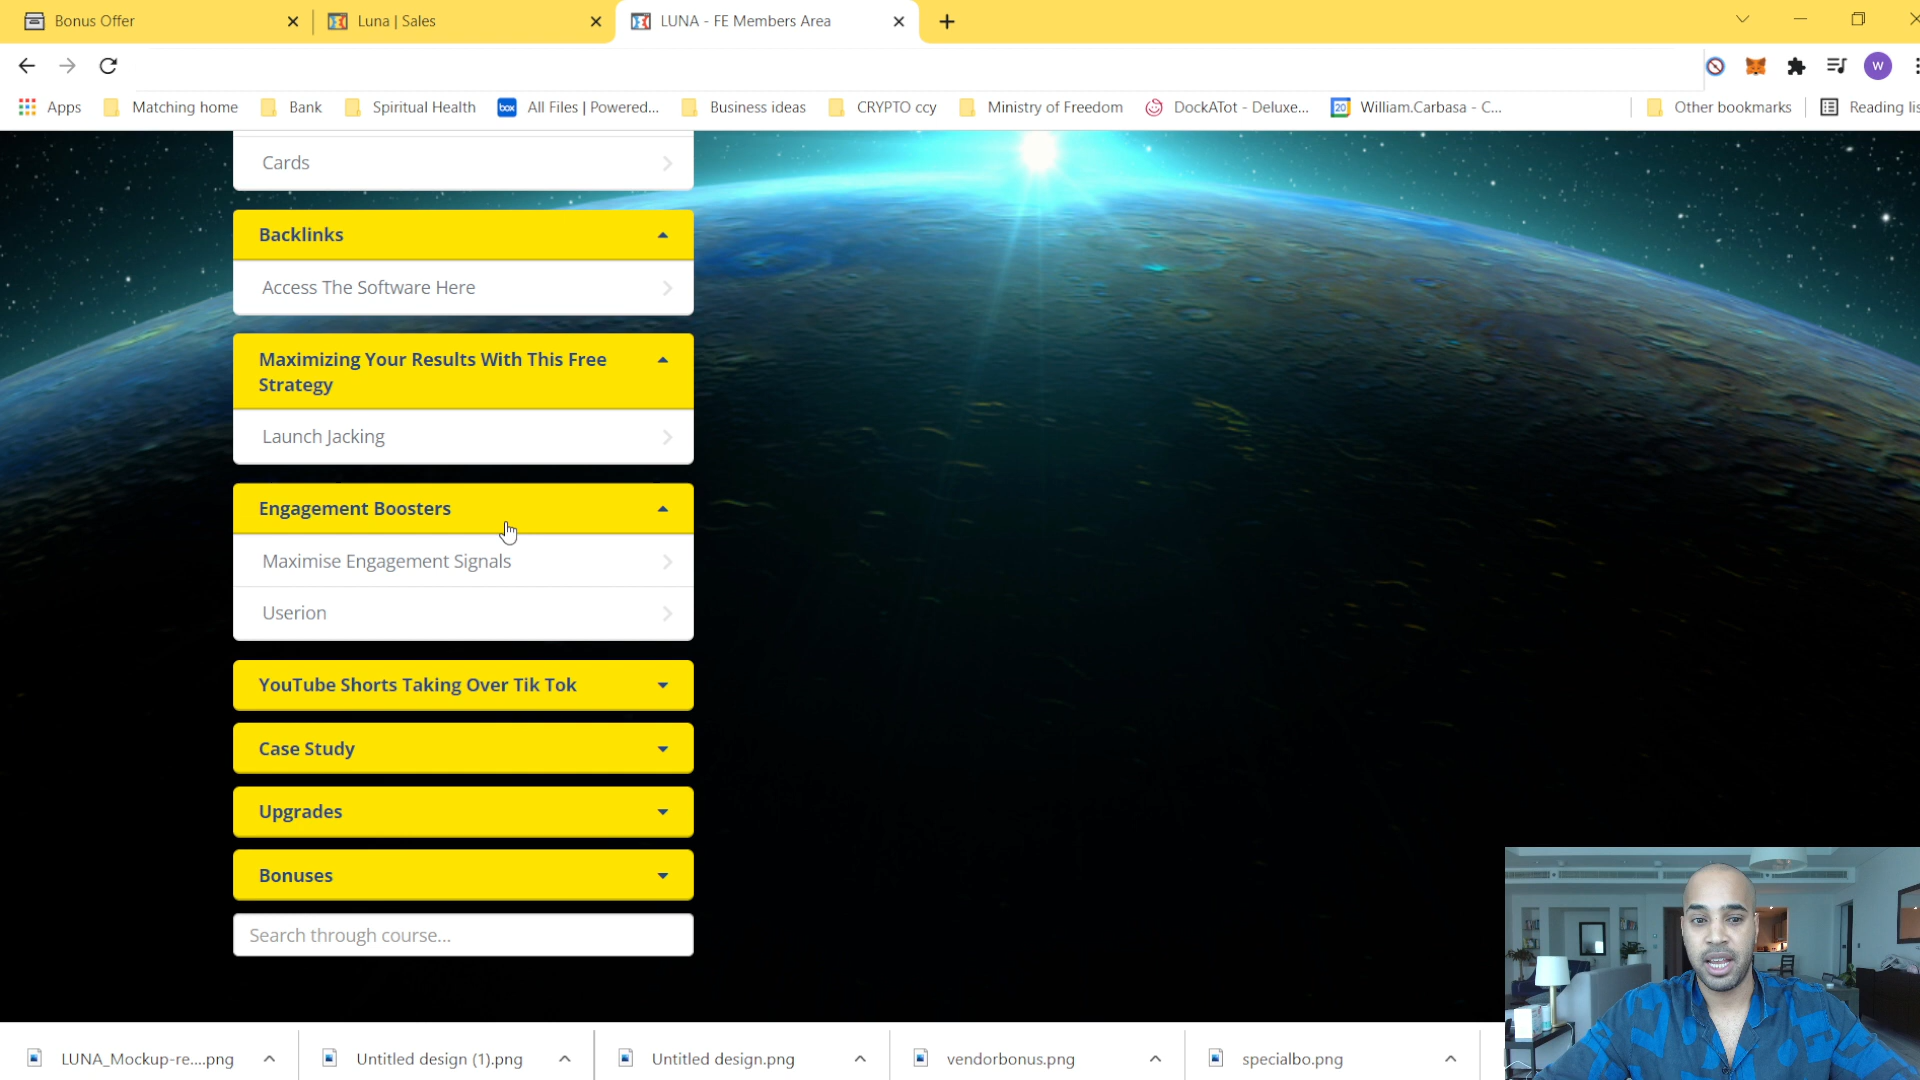 Bonus Offer
Luna | Sales
LUNA - FE Members Area
W
Apps
Matching home
Bank
Spiritual Health
box
All Files | Powered...
Business ideas
CRYPTO ccy
Ministry of Freedom
DockATot - Deluxe...
20
William.Carbasa - C...
Other bookmarks
Reading lis
Cards
Backlinks
Access The Software Here
Maximizing Your Results With This Free
Strategy
Launch Jacking
Engagement Boosters
Maximise Engagement Signals
Userion
YouTube Shorts Taking Over Tik Tok
Case Study
Upgrades
Bonuses
Search through course...
LUNA_Mockup-re....png
Untitled design (1).png
Untitled design.png
vendorbonus.png
specialbo.png